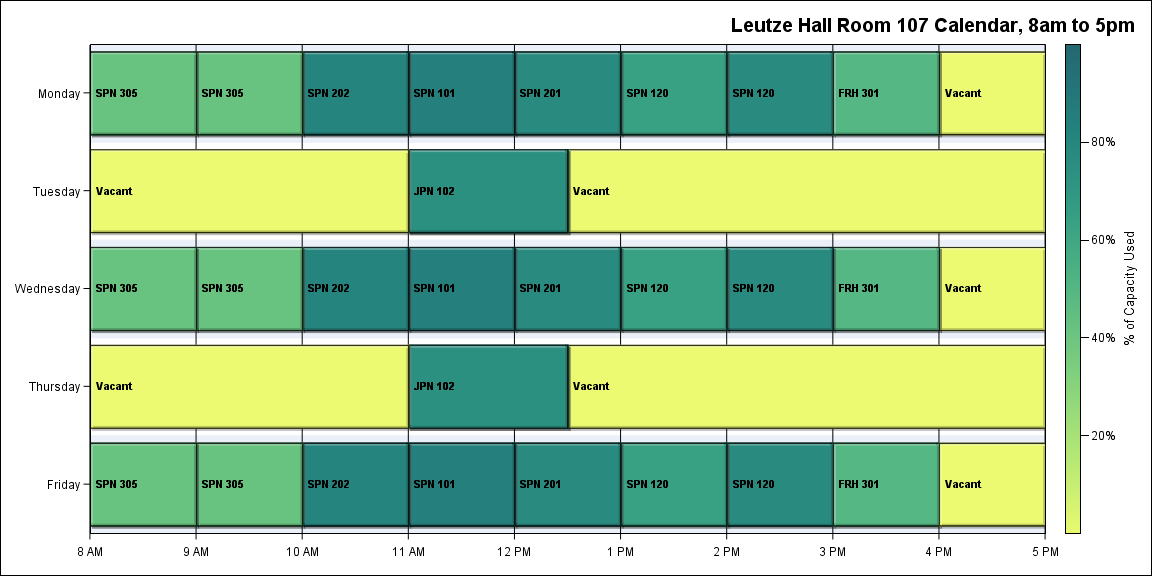 Leutze Hall Room 107 Calendar, 8am to 5pm
Monday
SPN 305
SPN 305
SPN 202
SPN 101
SPN 201
SPN 120
SPN 120
FRH 301
Vacant
Tuesday
Vacant
JPN 102
Vacant
Wednesday
SPN 305
SPN 305
SPN 202
SPN 101
SPN 201
SPN 120
SPN 120
FRH 301
Vacant
Thursday
Vacant
JPN 102
Vacant
Friday
SPN 305
SPN 305
SPN 202
SPN 101
SPN 201
SPN 120
SPN 120
FRH 301
Vacant
8 AM
9 AM
10 AM
11 AM
12 PM
1 PM
2 PM
3 PM
4 PM
5 PM
80%
60%
40%
20%
% of Capacity Used